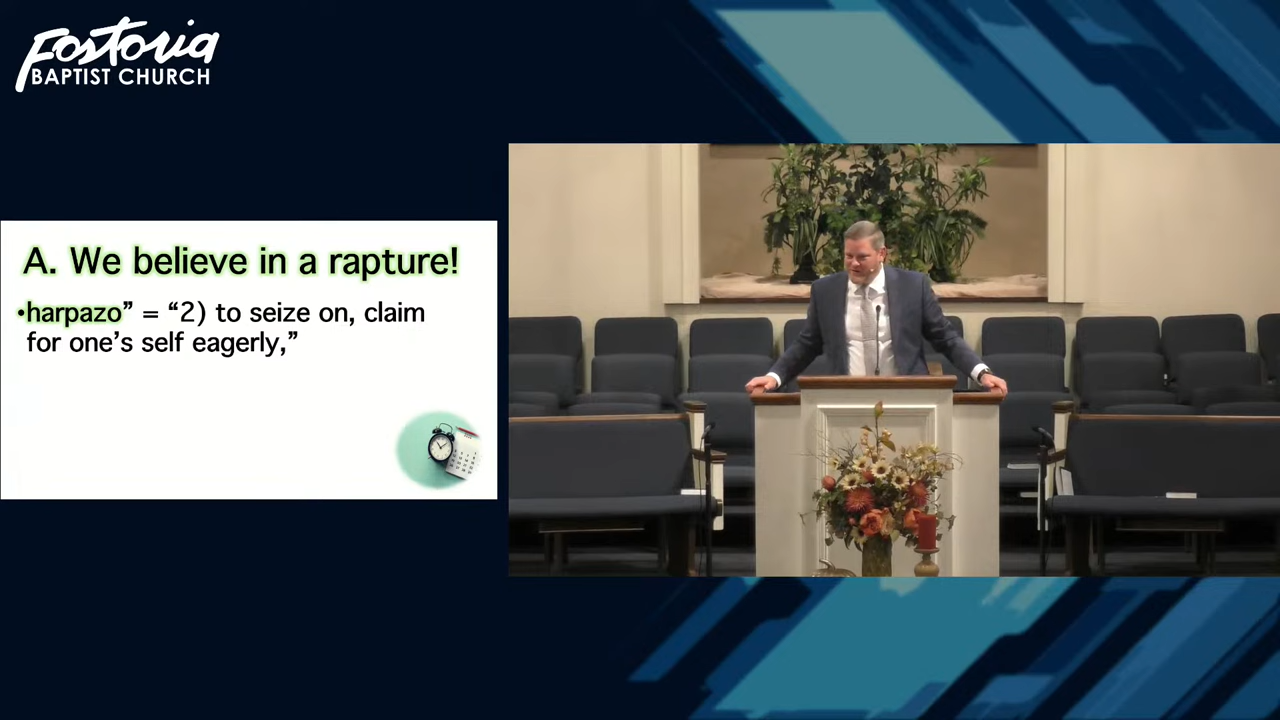 Fostoria
BAPTIST CHURCH
A. We believe in a rapture!
•harpazo” = “2) to seize on, claim
for one’s self eagerly,”